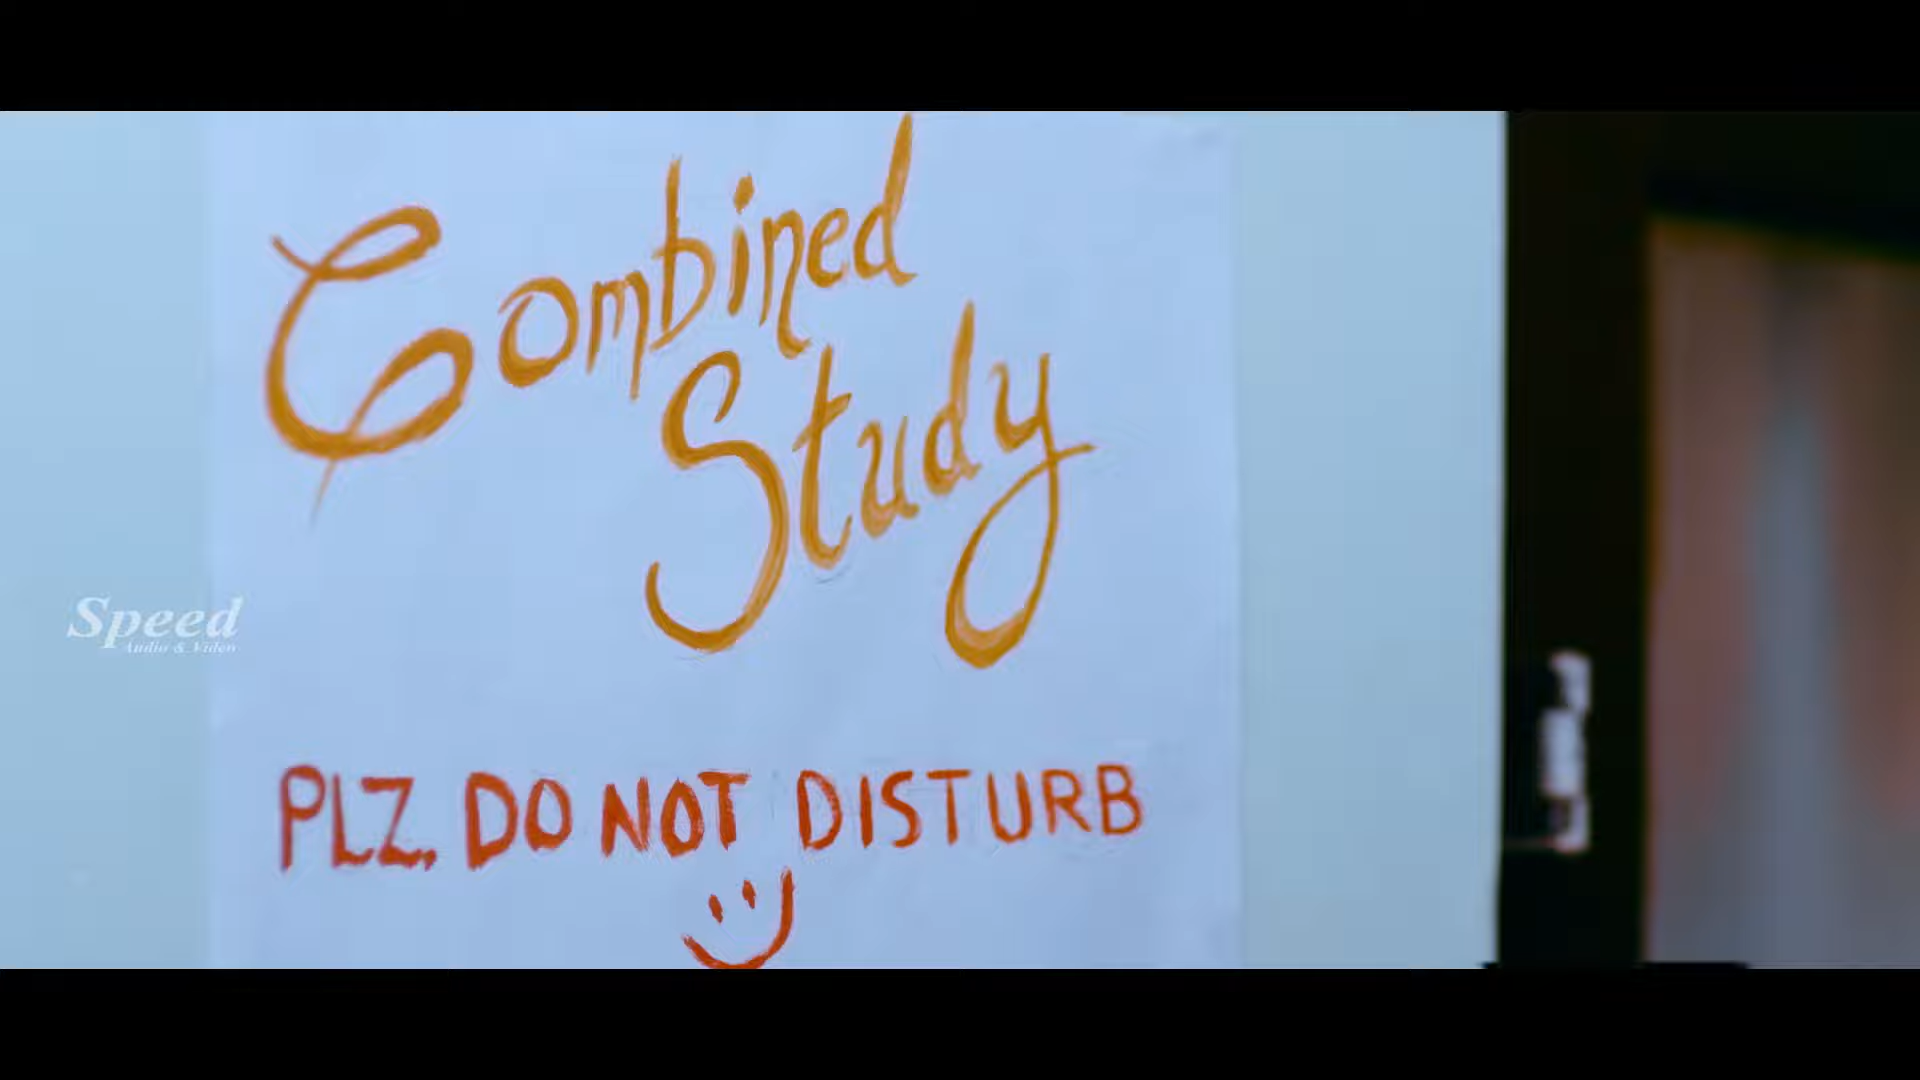 Combined
Study
Speed
Audio & Video
PLZ. DO NOT DISTURB